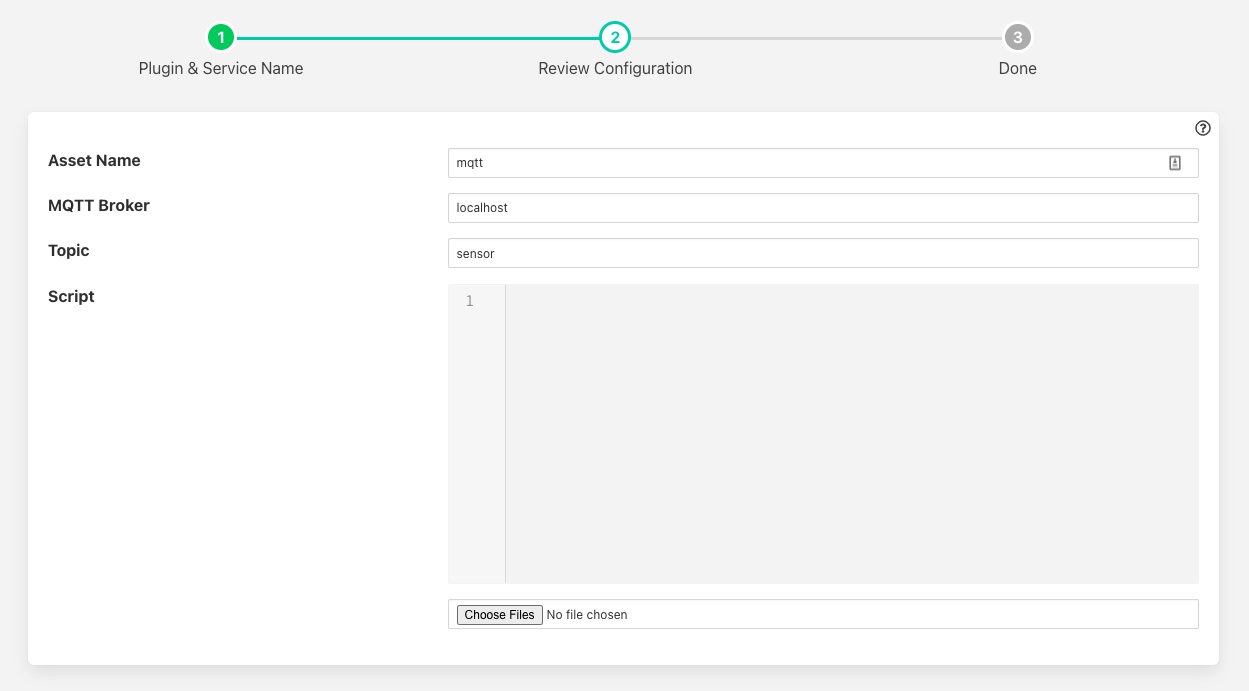 1 2 3
Plugin & Service Name Review Configuration Done
Asset Name mqtt
MQTT Broker localhost
Topic sensor
Script 1
Choose Files No file chosen